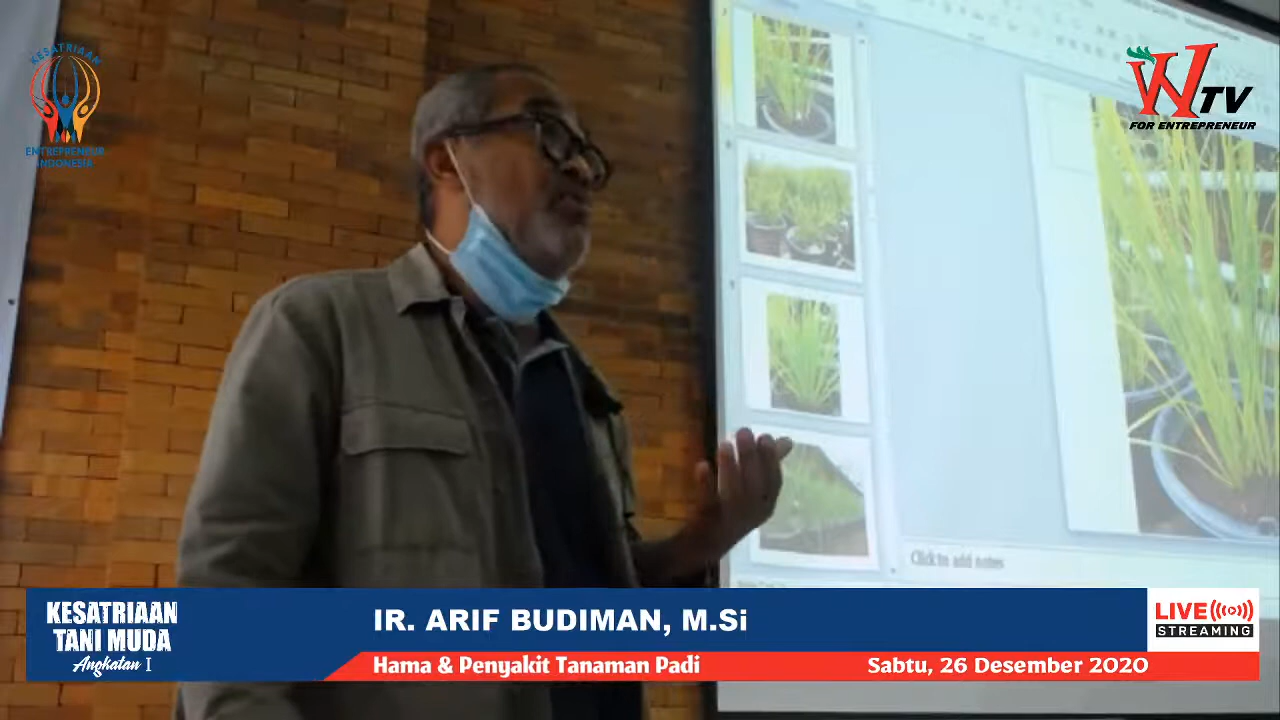 KESATRIAAN
ENTREPRENEUR
INDONESIA
WTV
FOR ENTREPRENEUR
Click to add notes
KESATRIAAN
TANI MUDA
Angkatan I
IR. ARIF BUDIMAN, M.Si
LIVE
STREAMING
Hama & Penyakit Tanaman Padi
Sabtu, 26 Desember 2020